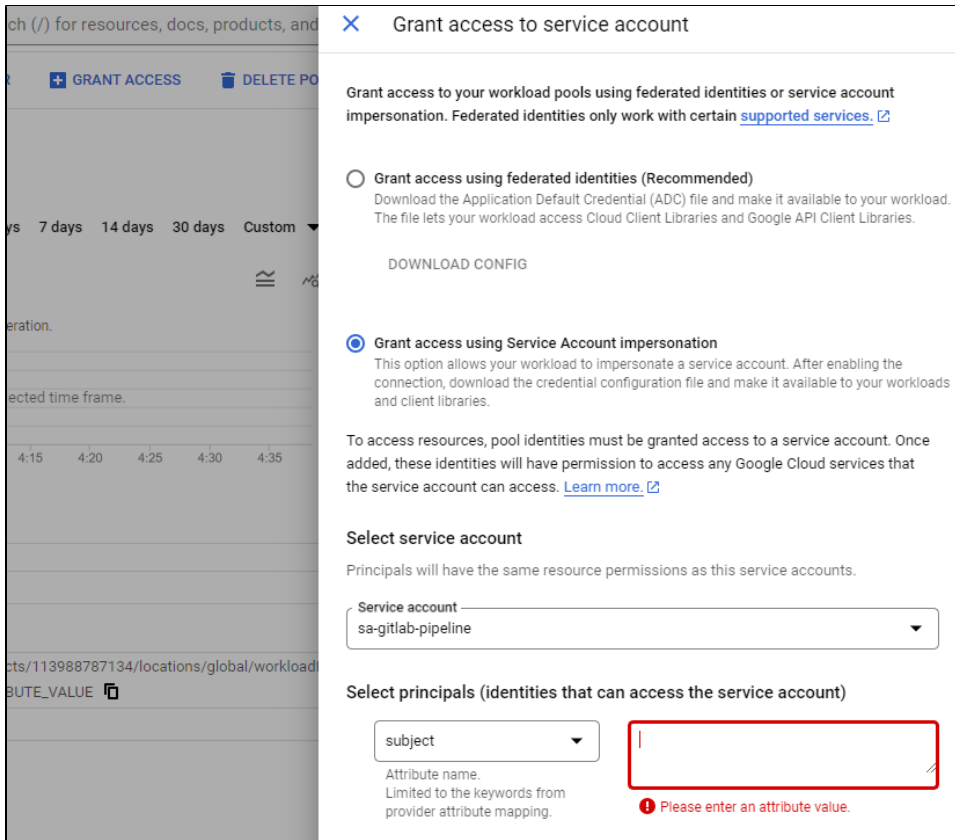 ch (/) for resources, docs, products, and
GRANT ACCESS
DELETE PO
7 days 14 days 30 days Custom
eration.
ected time frame.
4:15 4:20 4:25 4:30 4:35
cts/113988787134/locations/global/workload
BUTE_VALUE
Grant access to service account
Grant access to your workload pools using federated identities or service account
impersonation. Federated identities only work with certain supported services.
Grant access using federated identities (Recommended)
Download the Application Default Credential (ADC) file and make it available to your workload.
The file lets your workload access Cloud Client Libraries and Google API Client Libraries.
DOWNLOAD CONFIG
Grant access using Service Account impersonation
This option allows your workload to impersonate a service account. After enabling the
connection, download the credential configuration file and make it available to your workloads
and client libraries.
To access resources, pool identities must be granted access to a service account. Once
added, these identities will have permission to access any Google Cloud services that
the service account can access. Learn more.
Select service account
Principals will have the same resource permissions as this service accounts.
Service account
sa-gitlab-pipeline
Select principals (identities that can access the service account)
subject
Attribute name.
Limited to the keywords from
provider attribute mapping.
Please enter an attribute value.